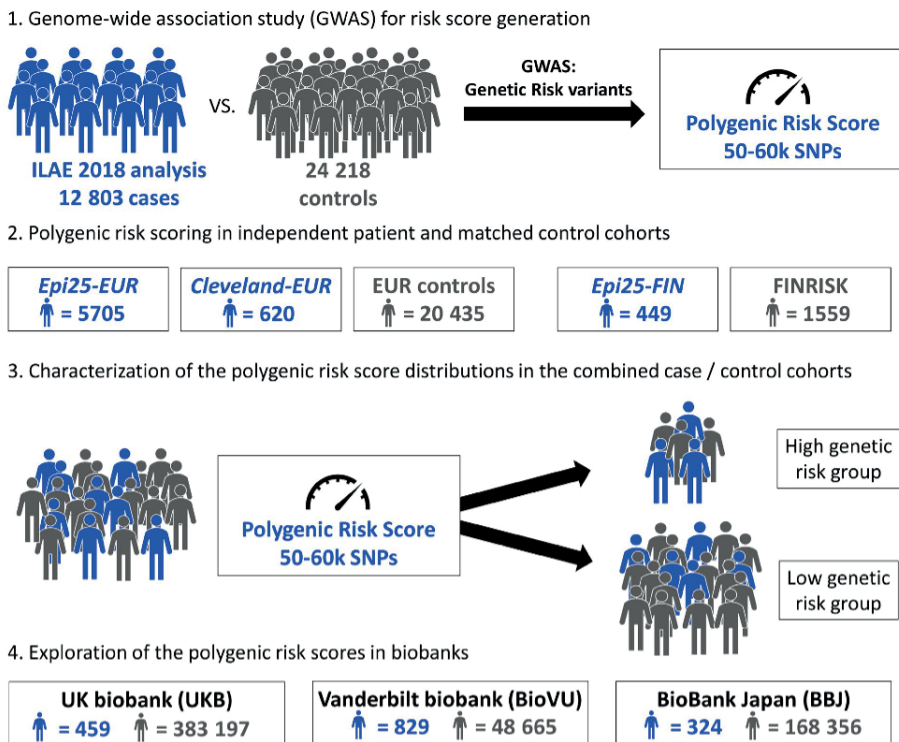 1. Genome-wide association study (GWAS) for risk score generation
VS.
GWAS:
Genetic Risk variants
Polygenic Risk Score
50-60k SNPs
ILAE 2018 analysis
12 803 cases
24 218
controls
2. Polygenic risk scoring in independent patient and matched control cohorts
Epi25-EUR
= 5705
Cleveland-EUR
= 620
EUR controls
= 20 435
Epi25-FIN
= 449
FINRISK
= 1559
3. Characterization of the polygenic risk score distributions in the combined case / control cohorts
Polygenic Risk Score
50-60k SNPs
High genetic
risk group
Low genetic
risk group
4. Exploration of the polygenic risk scores in biobanks
UK biobank (UKB)
= 459 = 383 197
Vanderbilt biobank (BioVU)
= 829 = 48 665
BioBank Japan (BBJ)
= 324 = 168 356